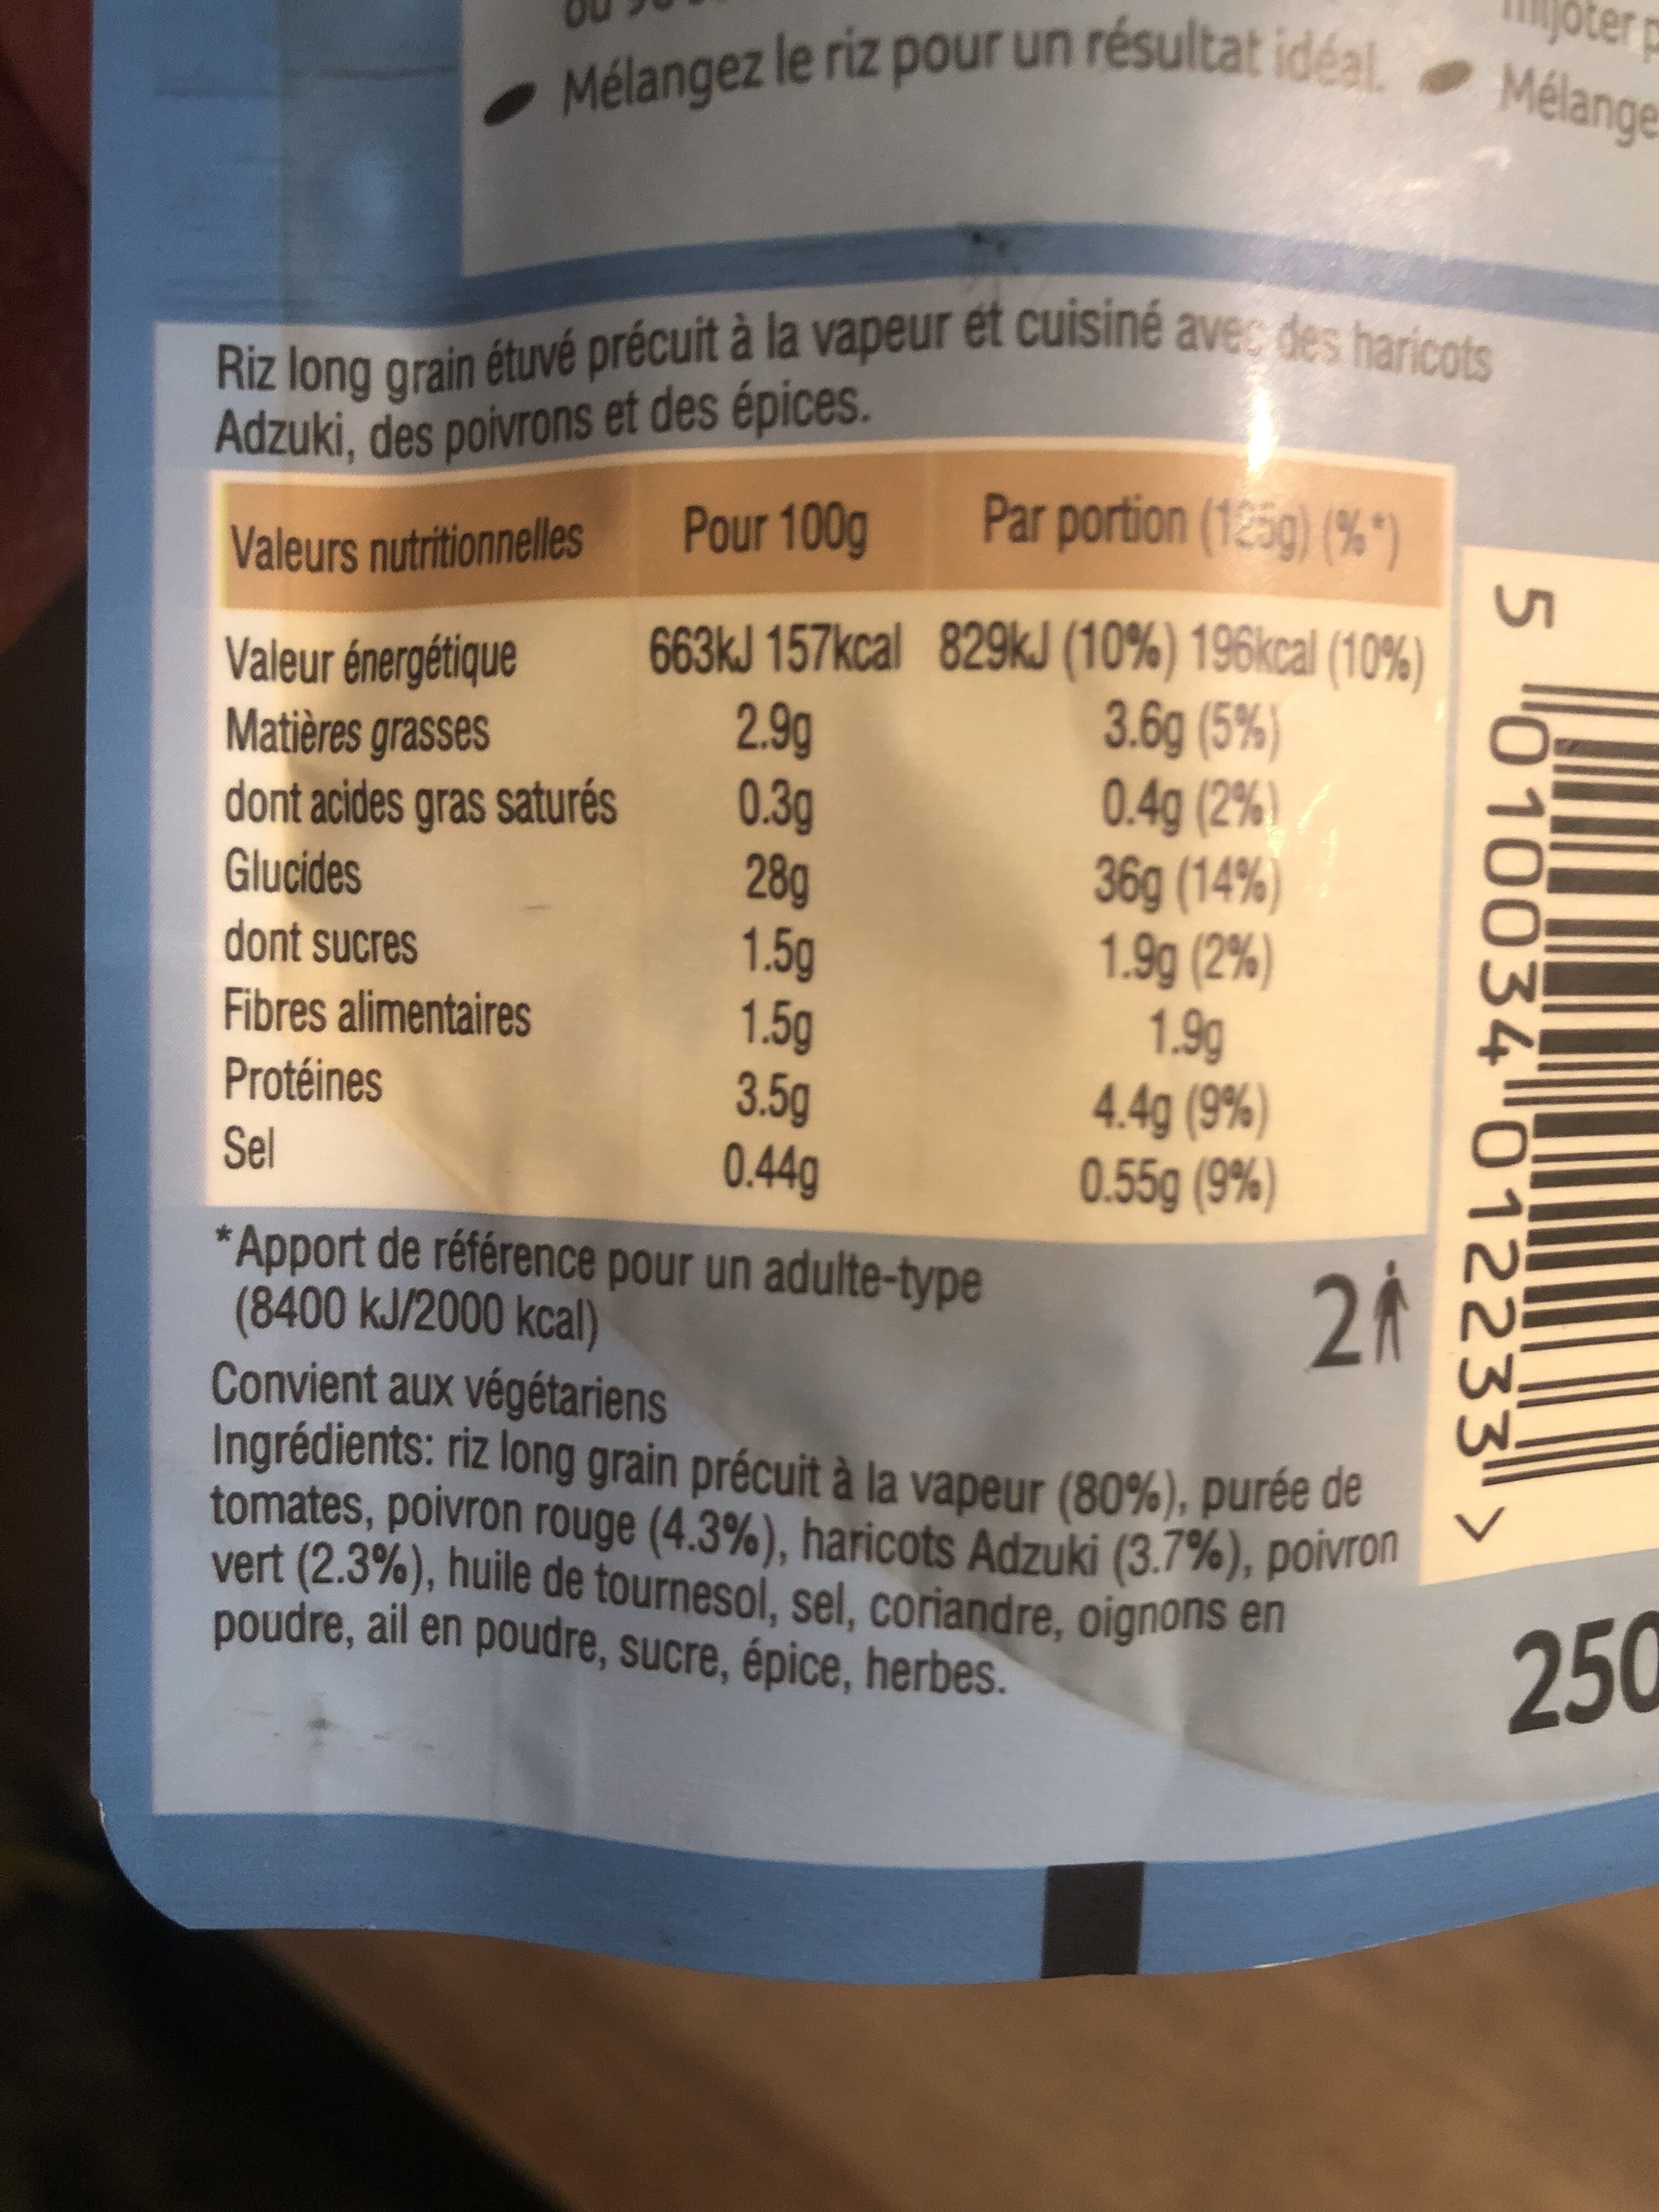 Mélangez le riz pour un résultat idéal.
Mélange
Riz long grain étuvé précuit à la vapeur et cuisiné avec des haricots
Adzuki, des poivrons et des épices.
Valeurs nutritionnelles Pour 100g Par portion (125g) (%*)
Valeur énergétique 663kJ 157kcal 829kJ (10%) 196kcal (10%)
Matières grasses 2.9g 3.6g (5%)
dont acides gras saturés 0.3g 0.4g (2%)
Glucides 28g 36g (14%)
dont sucres 1.5g 1.9g (2%)
Fibres alimentaires 1.5g 1.9g
Protéines 3.5g 4.4g (9%)
Sel 0.44g 0.55g (9%)
*Apport de référence pour un adulte-type
(8400 kJ/2000 kcal)
2
Convient aux végétariens
Ingrédients: riz long grain précuit à la vapeur (80%), purée de
tomates, poivron rouge (4.3%), haricots Adzuki (3.7%), poivron
vert (2.3%), huile de tournesol, sel, coriandre, oignons en
poudre, ail en poudre, sucre, épice, herbes.
5 010034 012233 >
250